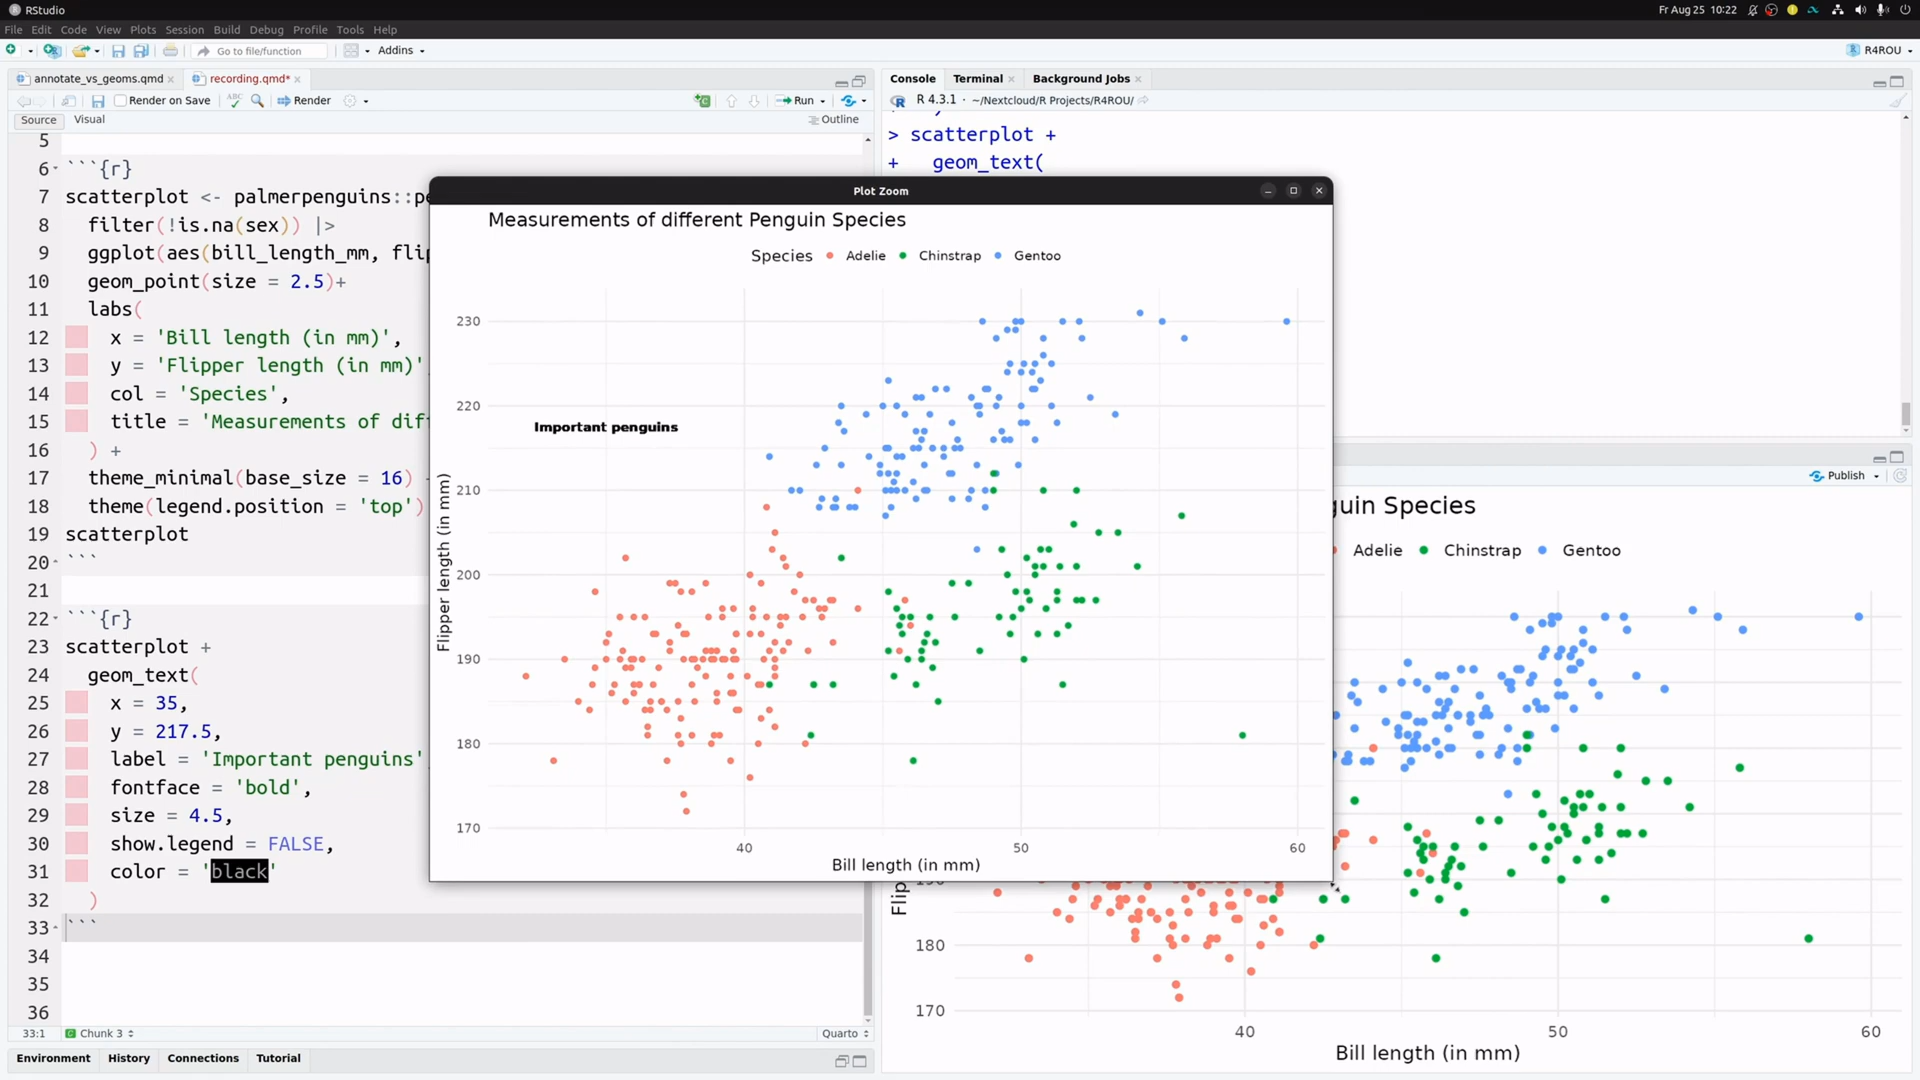 RStudio
Fr Aug 25 10:22
File Edit Code View Plots Session Build Debug Profile Tools Help
Go to file/function
Addins
R4ROU
annotate_vs_geoms.qmd
recording.qmd*
Render on Save
ABC
Render
Run
Source Visual
Outline
5
6 ```{r}
7 scatterplot <- palmerpenguins::pe
8 filter(!is.na(sex)) |>
9 ggplot(aes(bill_length_mm, flip
10 geom_point(size = 2.5)+
11 labs(
12 x = 'Bill length (in mm)',
13 y = 'Flipper length (in mm)'
14 col = 'Species',
15 title = 'Measurements of diff
16 ) +
17 theme_minimal(base_size = 16)
18 theme(legend.position = 'top')
19 scatterplot
20 ```
21
22 ```{r}
23 scatterplot +
24 geom_text(
25 x = 35,
26 y = 217.5,
27 label = 'Important penguins'
28 fontface = 'bold',
29 size = 4.5,
30 show.legend = FALSE,
31 color = 'black'
32 )
33 ```
34
35
36
33:1 Chunk 3
Quarto
Environment History Connections Tutorial
Console Terminal Background Jobs
R 4.3.1 · ~/Nextcloud/R Projects/R4ROU/
> scatterplot +
+ geom_text(
Plot Zoom
Measurements of different Penguin Species
Species Adelie Chinstrap Gentoo
230
220
Important penguins
210
200
190
180
170
Flipper length (in mm)
40 50 60
Bill length (in mm)
Publish
guin Species
Adelie Chinstrap Gentoo
Flip
180
170
40 50 60
Bill length (in mm)